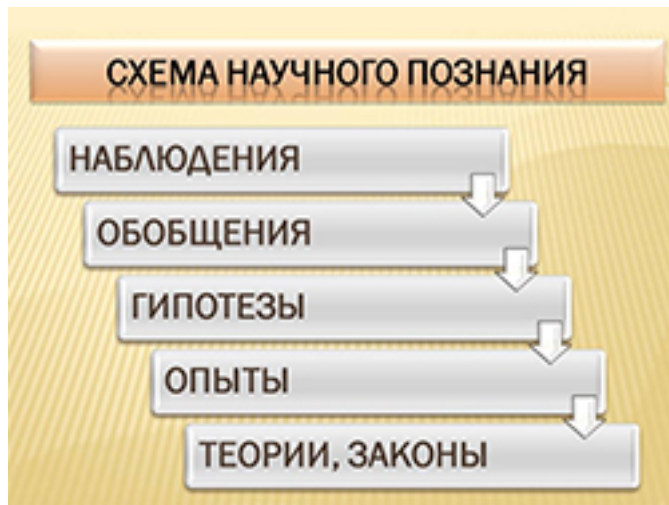 СХЕМА НАУЧНОГО ПОЗНАНИЯ
НАБЛЮДЕНИЯ
ОБОБЩЕНИЯ
ГИПОТЕЗЫ
ОПЫТЫ
ТЕОРИИ, ЗАКОНЫ